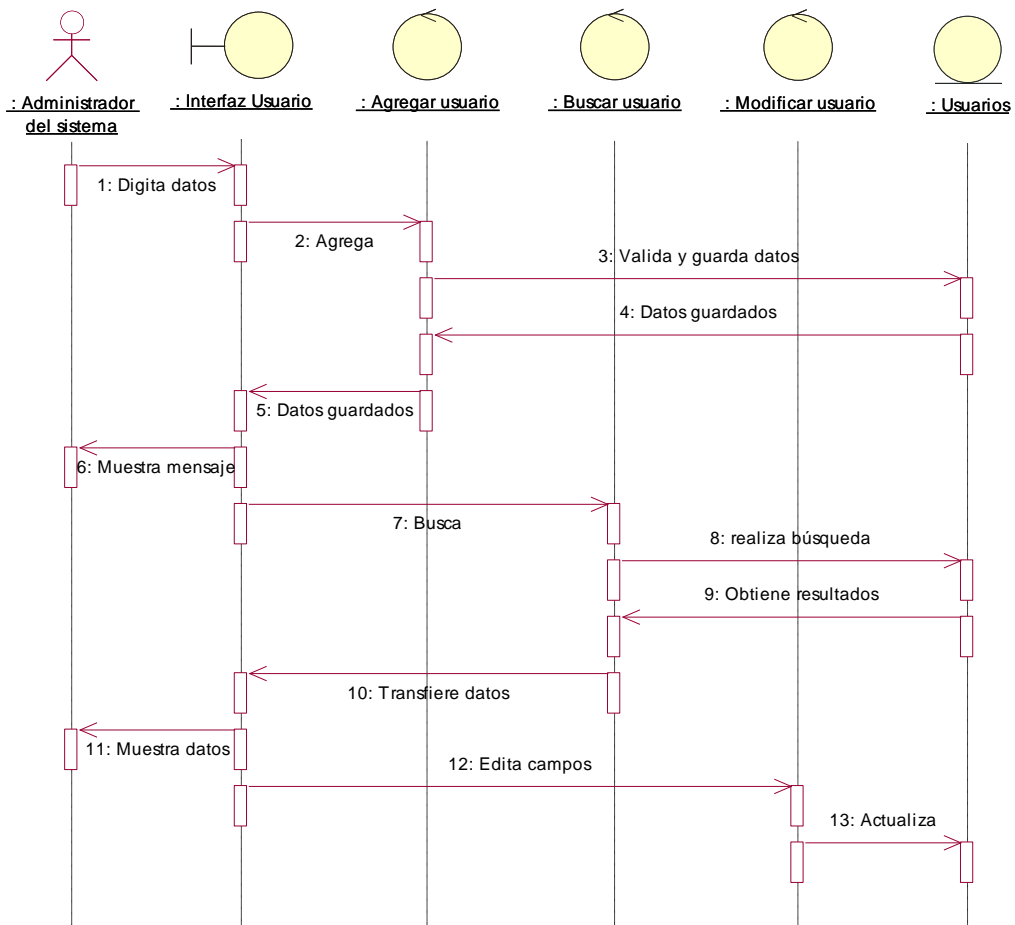 : Administrador
del sistema
: Interfaz Usuario
: Agregar usuario
: Buscar usuario
: Modificar usuario
: Usuarios
1: Digita datos
2: Agrega
3: Valida y guarda datos
4: Datos guardados
5: Datos guardados
6: Muestra mensaje
7: Busca
8: realiza búsqueda
9: Obtiene resultados
10: Transfiere datos
11: Muestra datos
12: Edita campos
13: Actualiza